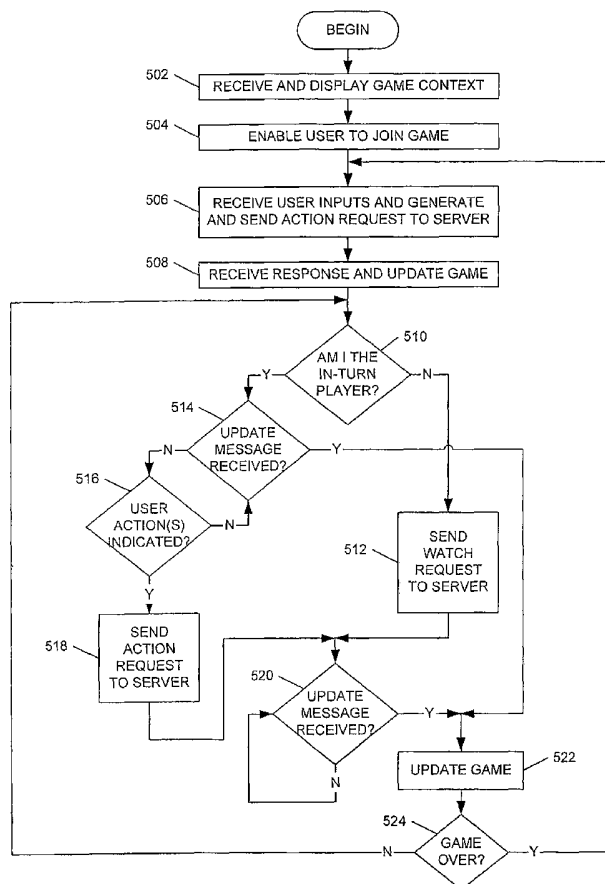 BEGIN
502
RECEIVE AND DISPLAY GAME CONTEXT
504
ENABLE USER TO JOIN GAME
506
RECEIVE USER INPUTS AND GENERATE
AND SEND ACTION REQUEST TO SERVER
508
RECEIVE RESPONSE AND UPDATE GAME
510
AM I THE
IN-TURN
PLAYER?
Y
N
514
UPDATE
MESSAGE
RECEIVED?
N
Y
516
USER
ACTION(S)
INDICATED?
N
Y
512
SEND
WATCH
REQUEST
TO SERVER
518
SEND
ACTION
REQUEST
TO SERVER
520
UPDATE
MESSAGE
RECEIVED?
Y
N
522
UPDATE GAME
524
GAME
OVER?
N
Y